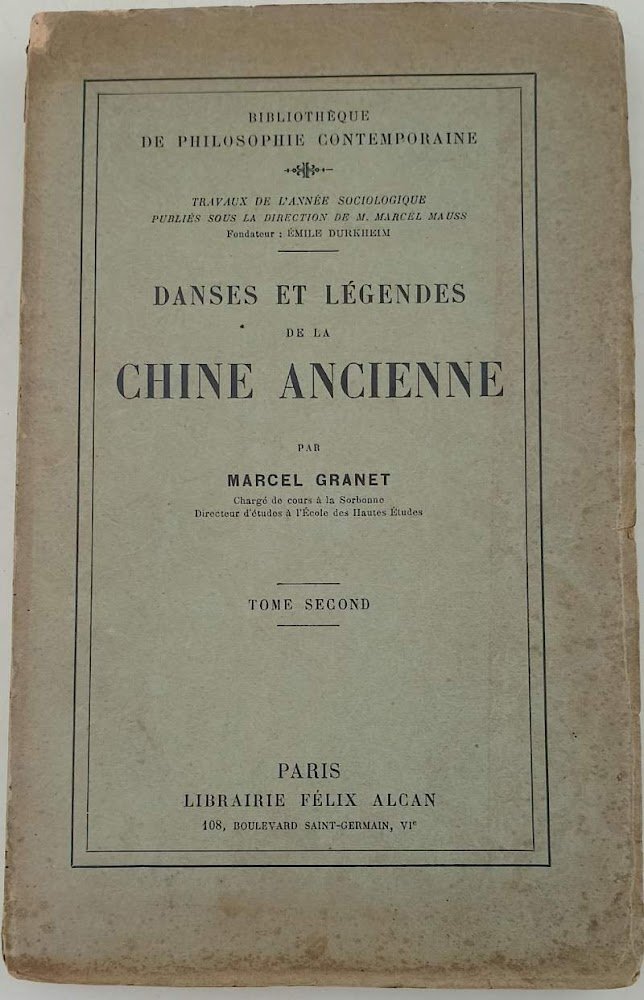 BIBLIOTHÈQUE
DE PHILOSOPHIE CONTEMPORAINE
TRAVAUX DE L'ANNÉE SOCIOLOGIQUE
PUBLIÉS SOUS LA DIRECTION DE M. MARCEL MAUSS
Fondateur : ÉMILE DURKHEIM
DANSES ET LÉGENDES
DE LA
CHINE ANCIENNE
PAR
MARCEL GRANET
Chargé de cours à la Sorbonne
Directeur d'études à l'École des Hautes Études
TOME SECOND
PARIS
LIBRAIRIE FÉLIX ALCAN
108, BOULEVARD SAINT-GERMAIN, VIᵉ